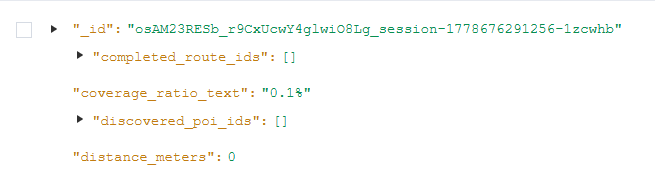 "_id": "osAM23RESb_r9CxUcwY4glwiO8Lg_session-1778676291256-1zcwhb"
"completed_route_ids": []
"coverage_ratio_text": "0.1%"
"discovered_poi_ids": []
"distance_meters": 0